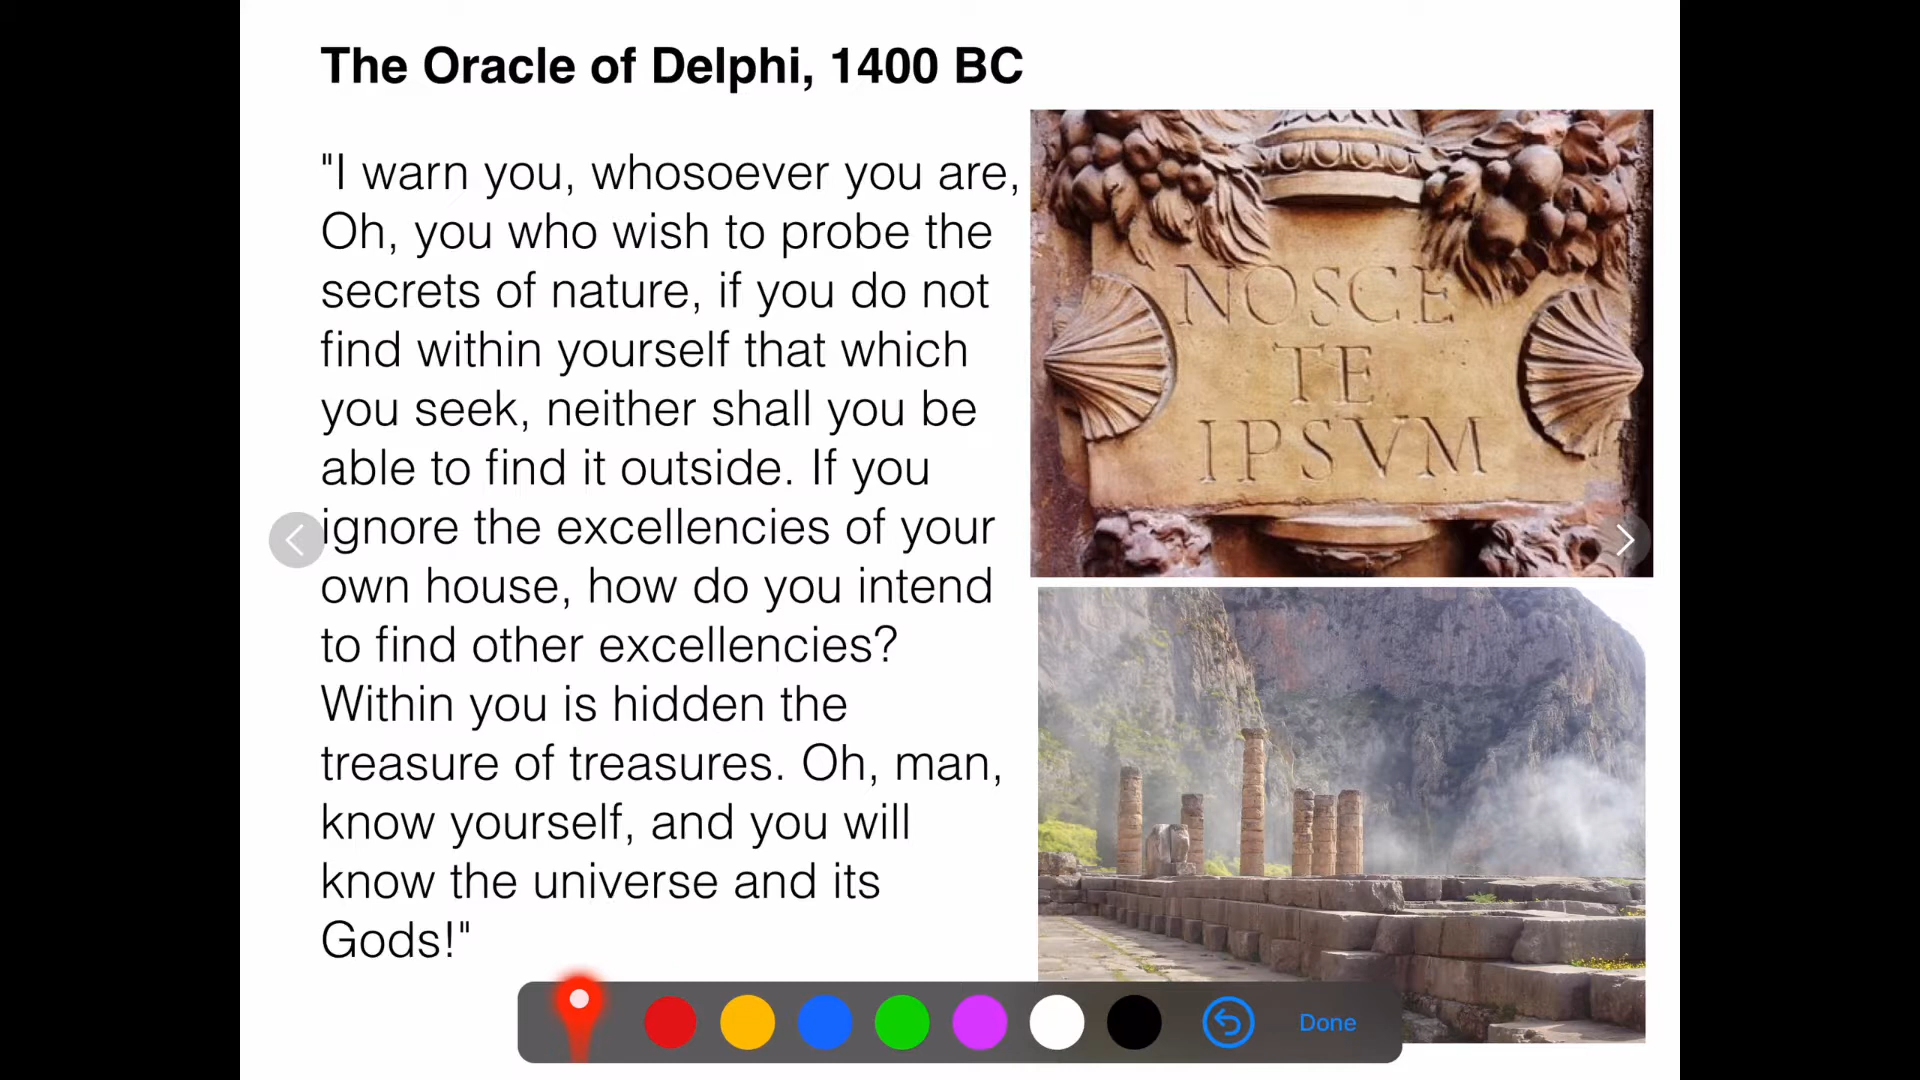 The Oracle of Delphi, 1400 BC
"I warn you, whosoever you are,
Oh, you who wish to probe the
secrets of nature, if you do not
find within yourself that which
you seek, neither shall you be
able to find it outside. If you
ignore the excellencies of your
own house, how do you intend
to find other excellencies?
Within you is hidden the
treasure of treasures. Oh, man,
know yourself, and you will
know the universe and its
Gods!"
NOSCE
TE
IPSVM
Done